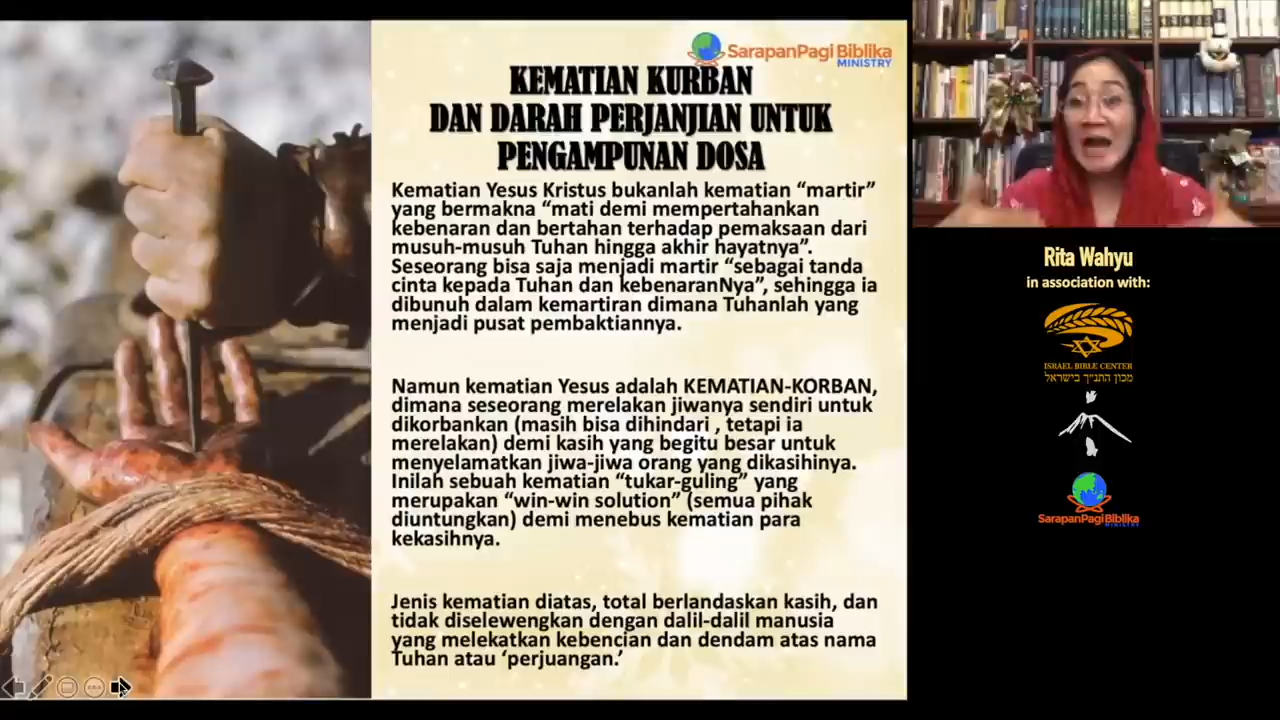 SarapanPagi Biblika
MINISTRY
KEMATIAN KURBAN
DAN DARAH PERJANJIAN UNTUK
PENGAMPUNAN DOSA
Kematian Yesus Kristus bukanlah kematian “martir”
yang bermakna “mati demi mempertahankan
kebenaran dan bertahan terhadap pemaksaan dari
musuh-musuh Tuhan hingga akhir hayatnya”.
Seseorang bisa saja menjadi martir “sebagai tanda
cinta kepada Tuhan dan kebenaranNya”, sehingga ia
dibunuh dalam kemartiran dimana Tuhanlah yang
menjadi pusat pembaktiannya.
Namun kematian Yesus adalah KEMATIAN-KORBAN,
dimana seseorang merelakan jiwanya sendiri untuk
dikorbankan (masih bisa dihindari , tetapi ia
merelakan) demi kasih yang begitu besar untuk
menyelamatkan jiwa-jiwa orang yang dikasihinya.
Inilah sebuah kematian “tukar-guling” yang
merupakan “win-win solution” (semua pihak
diuntungkan) demi menebus kematian para
kekasihnya.
Jenis kematian diatas, total berlandaskan kasih, dan
tidak diselewengkan dengan dalil-dalil manusia
yang melekatkan kebencian dan dendam atas nama
Tuhan atau ‘perjuangan.’
Rita Wahyu
in association with:
ISRAEL BIBLE CENTER
מכון התנ״ך בישראל
SarapanPagi Biblika
MINISTRY